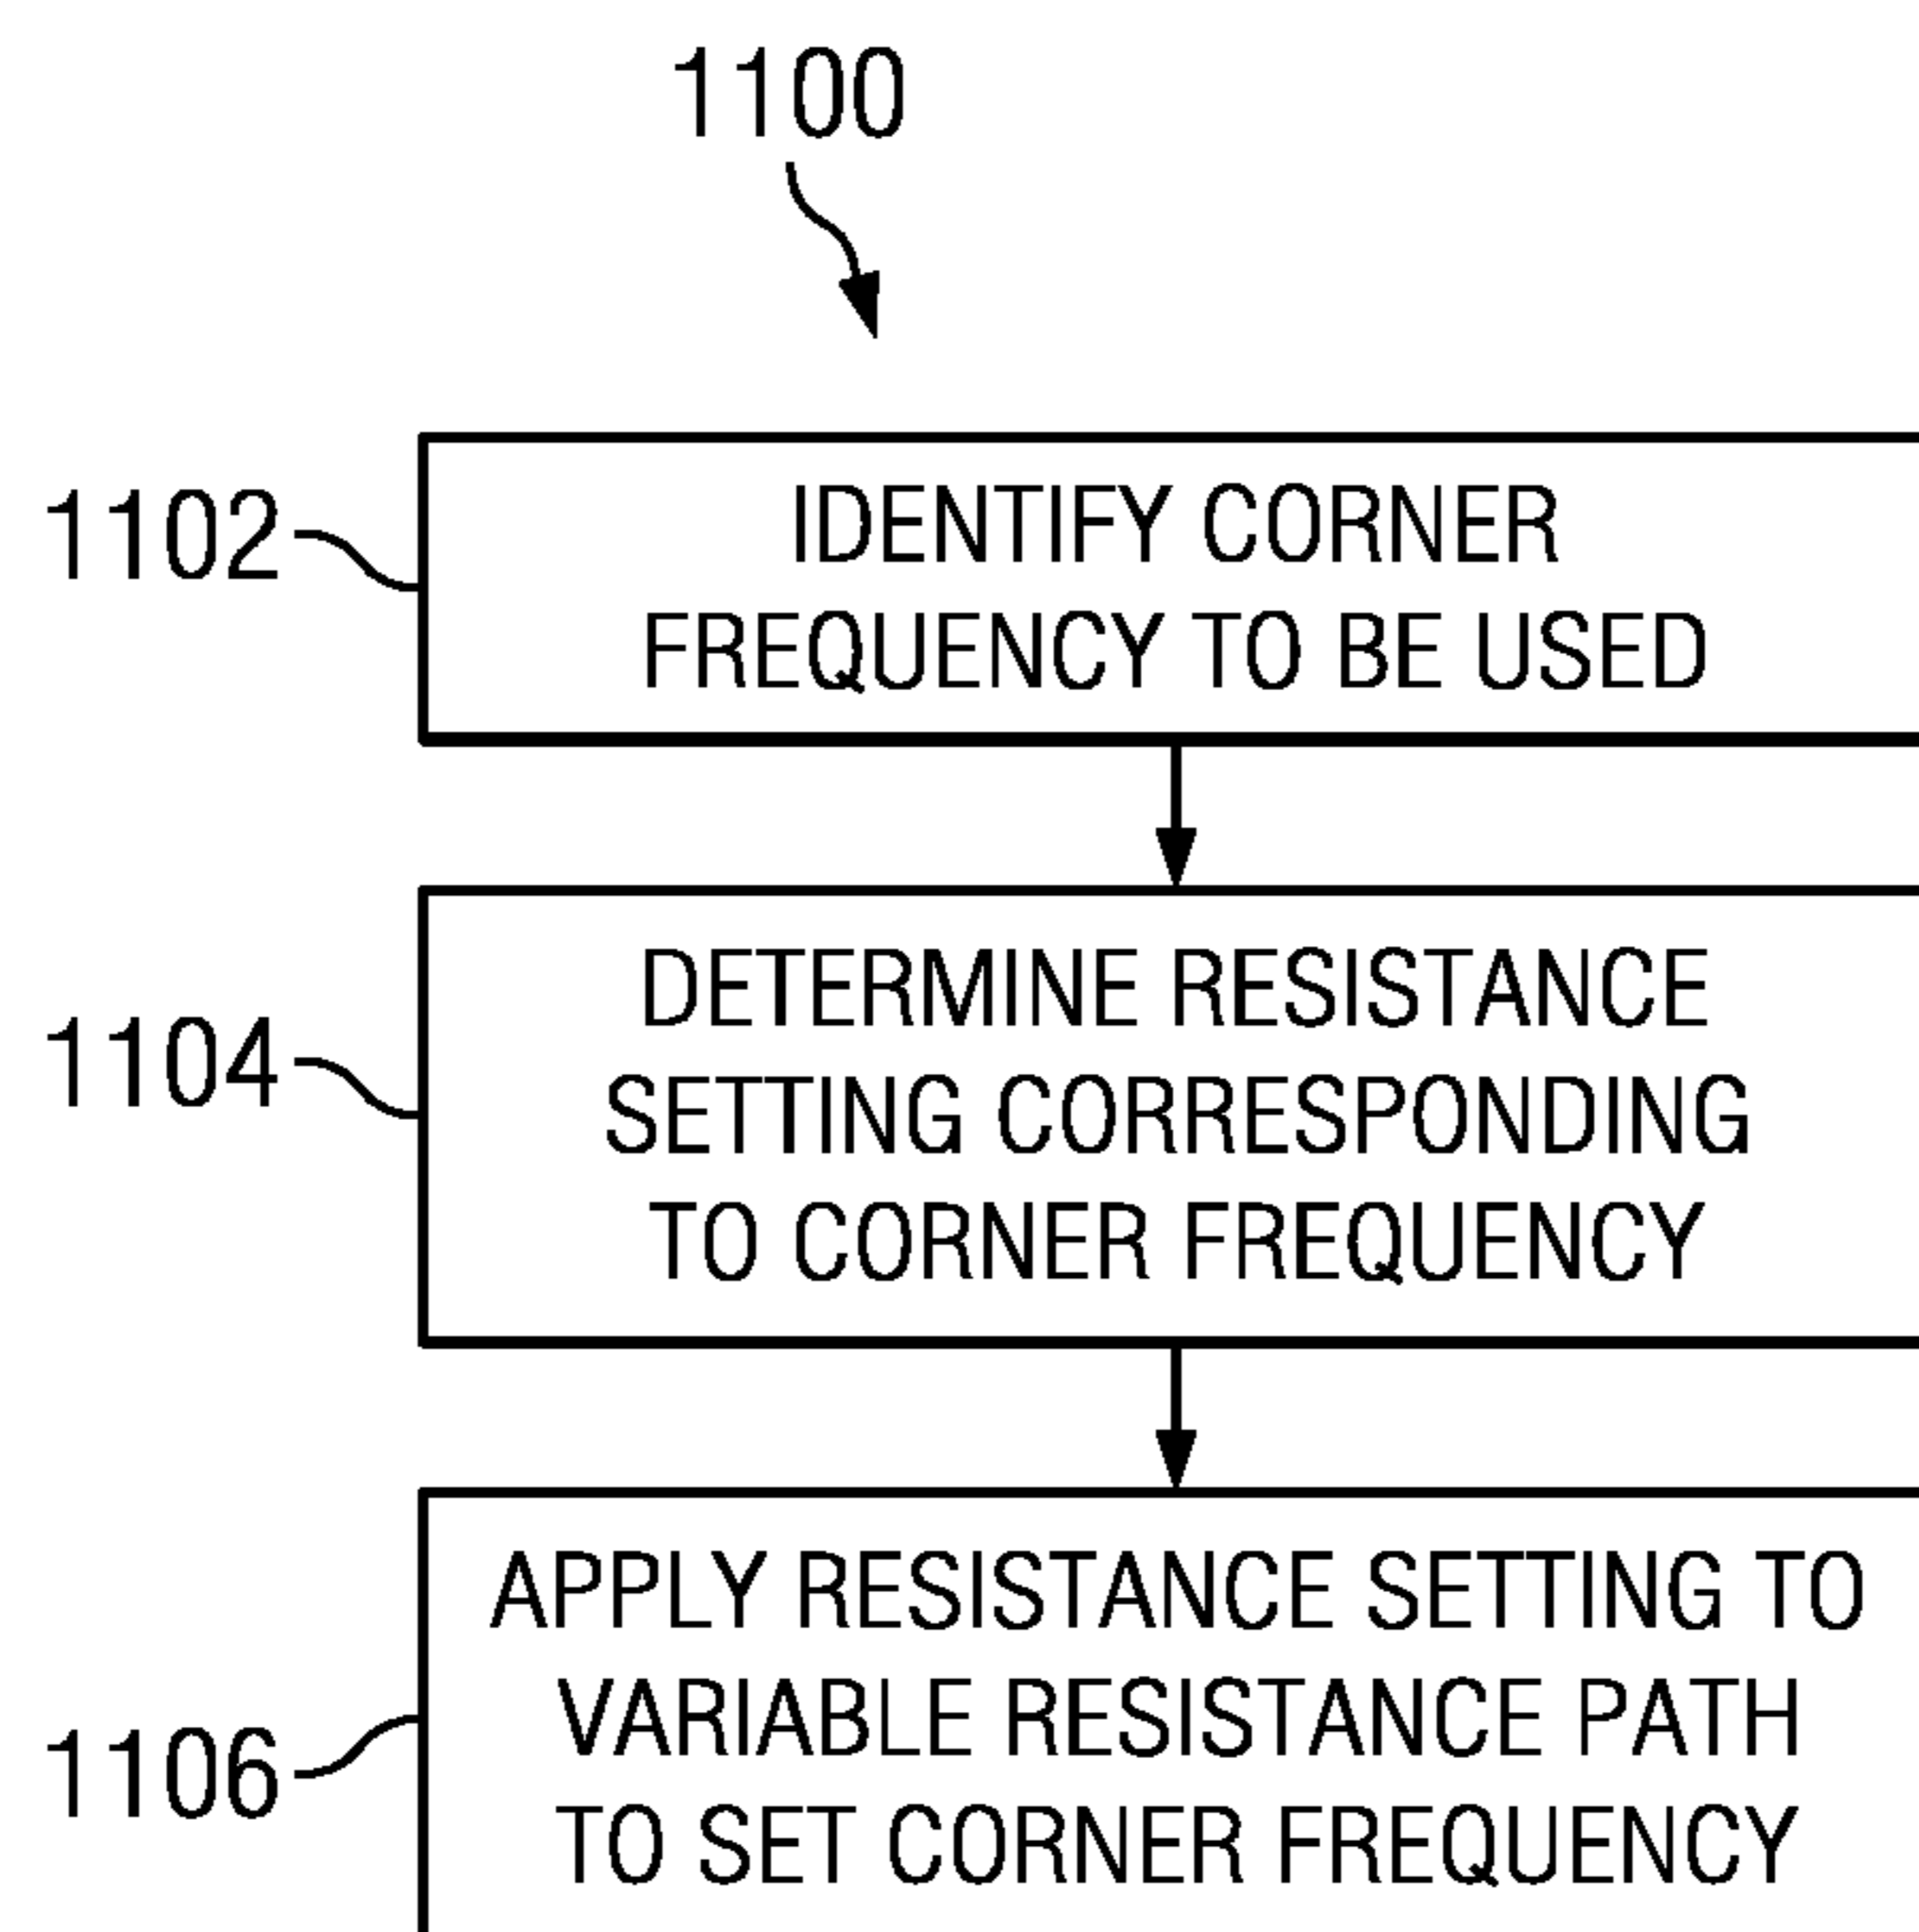 1100
1102
IDENTIFY CORNER
FREQUENCY TO BE USED
1104
DETERMINE RESISTANCE
SETTING CORRESPONDING
TO CORNER FREQUENCY
1106
APPLY RESISTANCE SETTING TO
VARIABLE RESISTANCE PATH
TO SET CORNER FREQUENCY